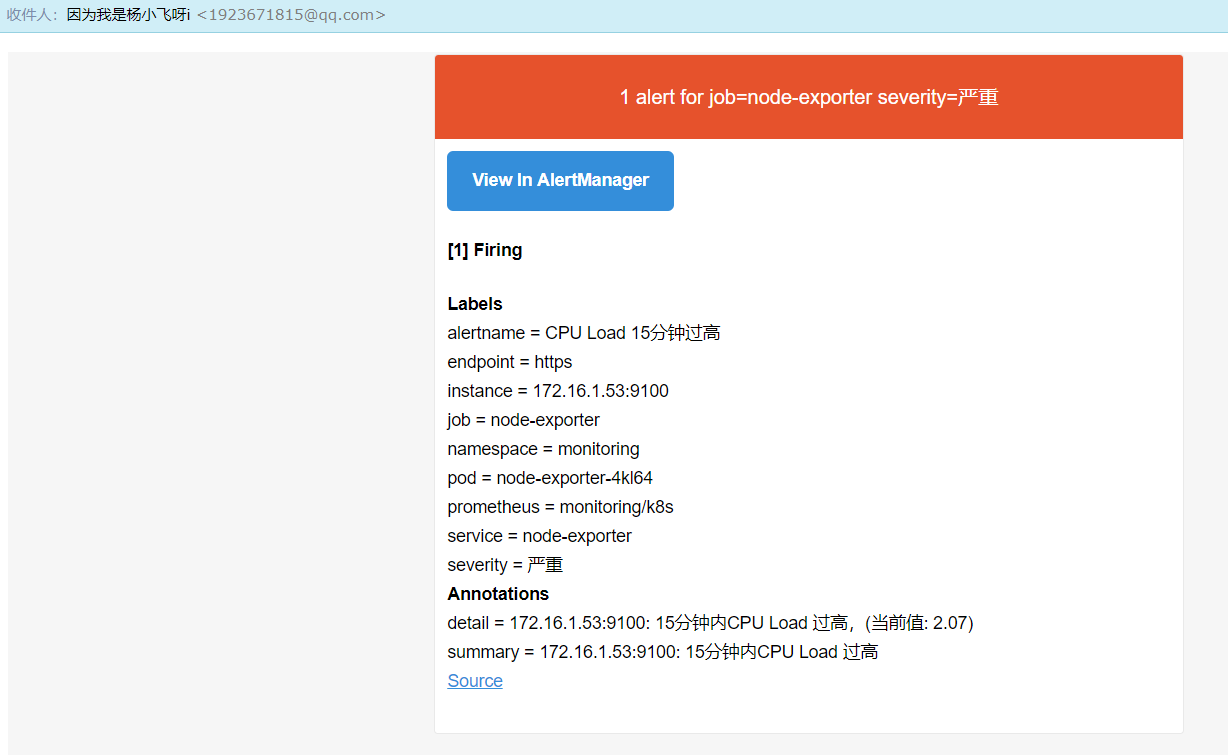 收件人：因为我是杨小飞呀i <1923671815@qq.com>
1 alert for job=node-exporter severity=严重
View In AlertManager
[1] Firing
Labels
alertname = CPU Load 15分钟过高
endpoint = https
instance = 172.16.1.53:9100
job = node-exporter
namespace = monitoring
pod = node-exporter-4kl64
prometheus = monitoring/k8s
service = node-exporter
severity = 严重
Annotations
detail = 172.16.1.53:9100: 15分钟内CPU Load 过高，(当前值: 2.07)
summary = 172.16.1.53:9100: 15分钟内CPU Load 过高
Source